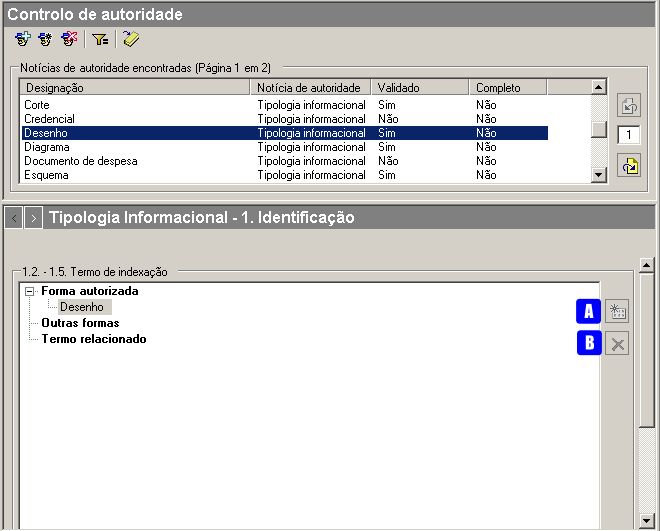 Controlo de autoridade
Notícias de autoridade encontradas (Página 1 em 2)
Designação Notícia de autoridade Validado Completo
Corte Tipologia informacional Sim Não
Credencial Tipologia informacional Não Não
Desenho Tipologia informacional Sim Não
Diagrama Tipologia informacional Sim Não
Documento de despesa Tipologia informacional Não Não
Esquema Tipologia informacional Sim Não
1
< > Tipologia Informacional - 1. Identificação
1.2. - 1.5. Termo de indexação
Forma autorizada
Desenho
Outras formas
Termo relacionado
A
B